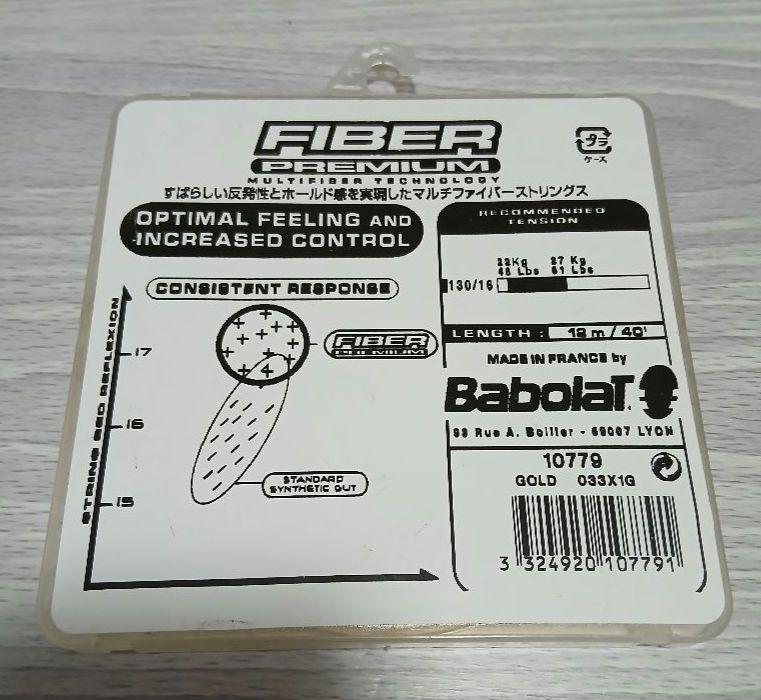 FIBER
PREMIUM
MULTIFIBER TECHNOLOGY
すばらしい反発性とホールド感を実現したマルチファイバーストリングス
プラ
ケース
OPTIMAL FEELING AND
INCREASED CONTROL
CONSISTENT RESPONSE
FIBER
PREMIUM
STANDARD
SYNTHETIC GUT
STRING BED REFLEXION
17
16
15
RECOMMENDED
TENSION
22Kg 27 Kg
48 Lbs 61 Lbs
130/16
LENGTH : 12 m / 40'
MADE IN FRANCE by
BabolaT
93 Rue A. Bollier - 69007 LYON
10779
GOLD 033X1G
3 324920 107791